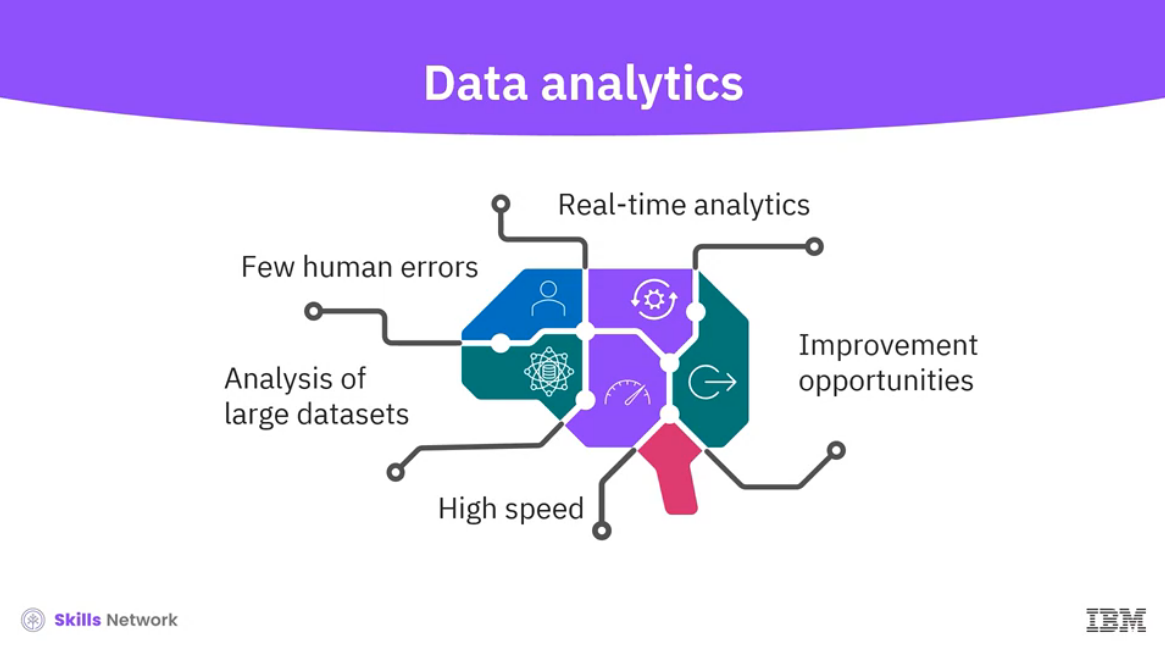 Data analytics
Real-time analytics
Few human errors
Improvement
opportunities
Analysis of
large datasets
High speed
Skills Network
IBM